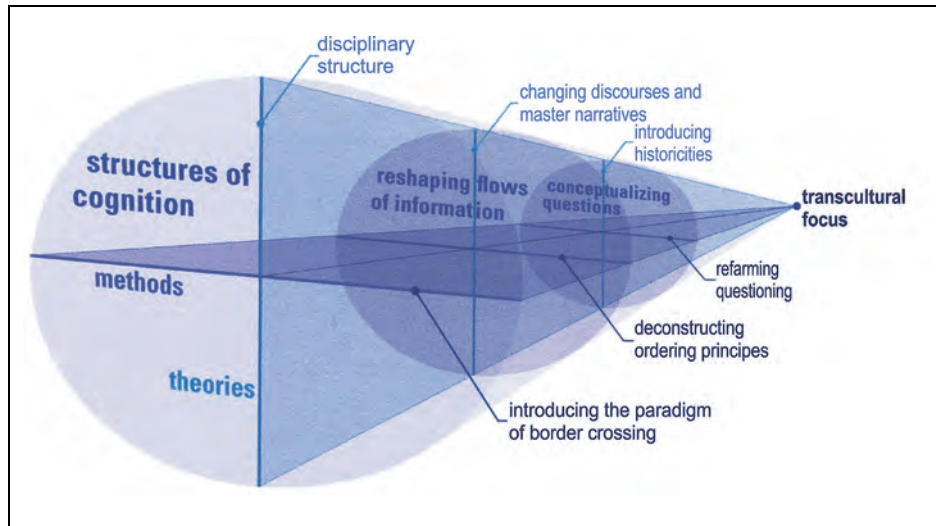 disciplinary
structure
changing discourses and
master narratives
introducing
historicities
structures of
cognition
reshaping flows
of information
conceptualizing
questions
transcultural
focus
methods
refarming
questioning
deconstructing
ordering principes
theories
introducing the paradigm
of border crossing